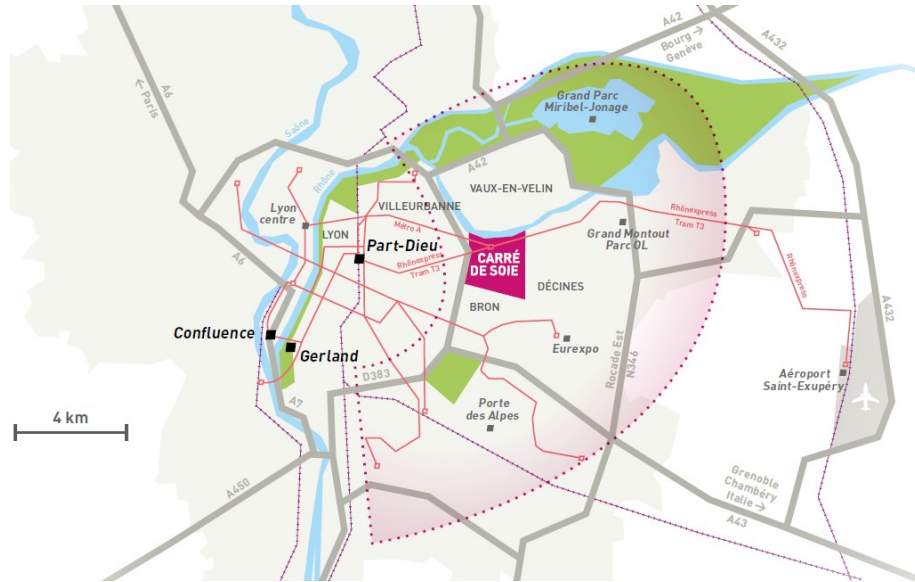 A42
Bourg →
Genève
A432
A6
← Paris
Saône
Grand Parc
Miribel-Jonage
Rhône
A42
VAUX-EN-VELIN
VILLEURBANNE
Lyon
centre
LYON
Métro A
Rhônexpress
Tram T3
Grand Montout
Parc OL
Part-Dieu
Rhônexpress
Tram T3
CARRÉ
DE SOIE
A6
DÉCINES
BRON
Rhônexpress
A432
Confluence
Gerland
Eurexpo
Rocade Est
N346
D383
Aéroport
Saint-Exupéry
A7
4 km
Porte
des Alpes
A450
Grenoble
Chambéry
Italie →
A43